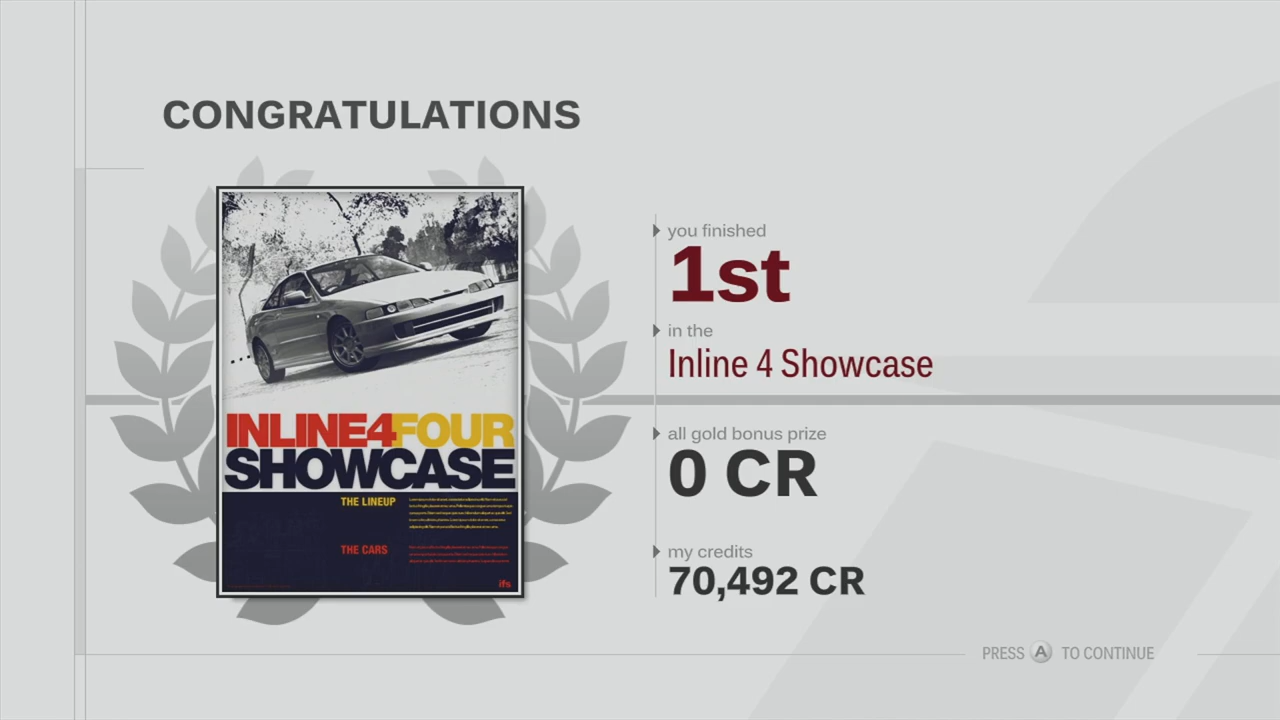 CONGRATULATIONS
INLINE4FOUR
SHOWCASE
THE LINEUP
THE CARS
ifs
you finished
1st
in the
Inline 4 Showcase
all gold bonus prize
0 CR
my credits
70,492 CR
PRESS A TO CONTINUE